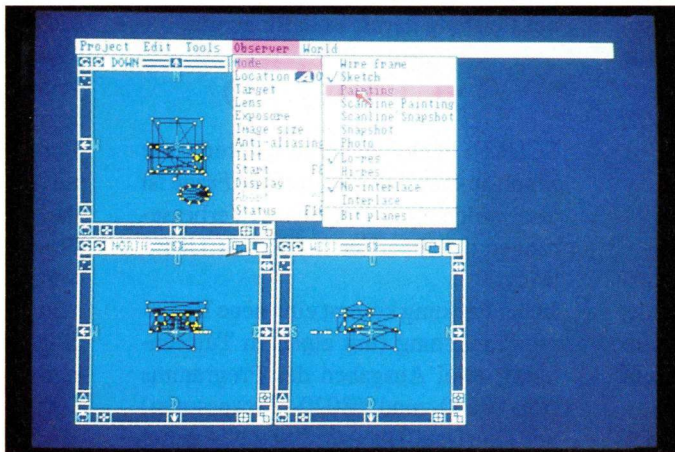 Project Edit Tools Observer World
DOWN
N
W
S
Mode
Location
Target
Lens
Exposure
Image size
Anti-aliasing
Tilt
Start
Display
About
Status
Wire frame
✓Sketch
Painting
Scanline Painting
Scanline Snapshot
Snapshot
Photo
✓Lo-res
Hi-res
✓No-interlace
Interlace
Bit planes
NORTH
U
W E
D
WEST
U
S N
D